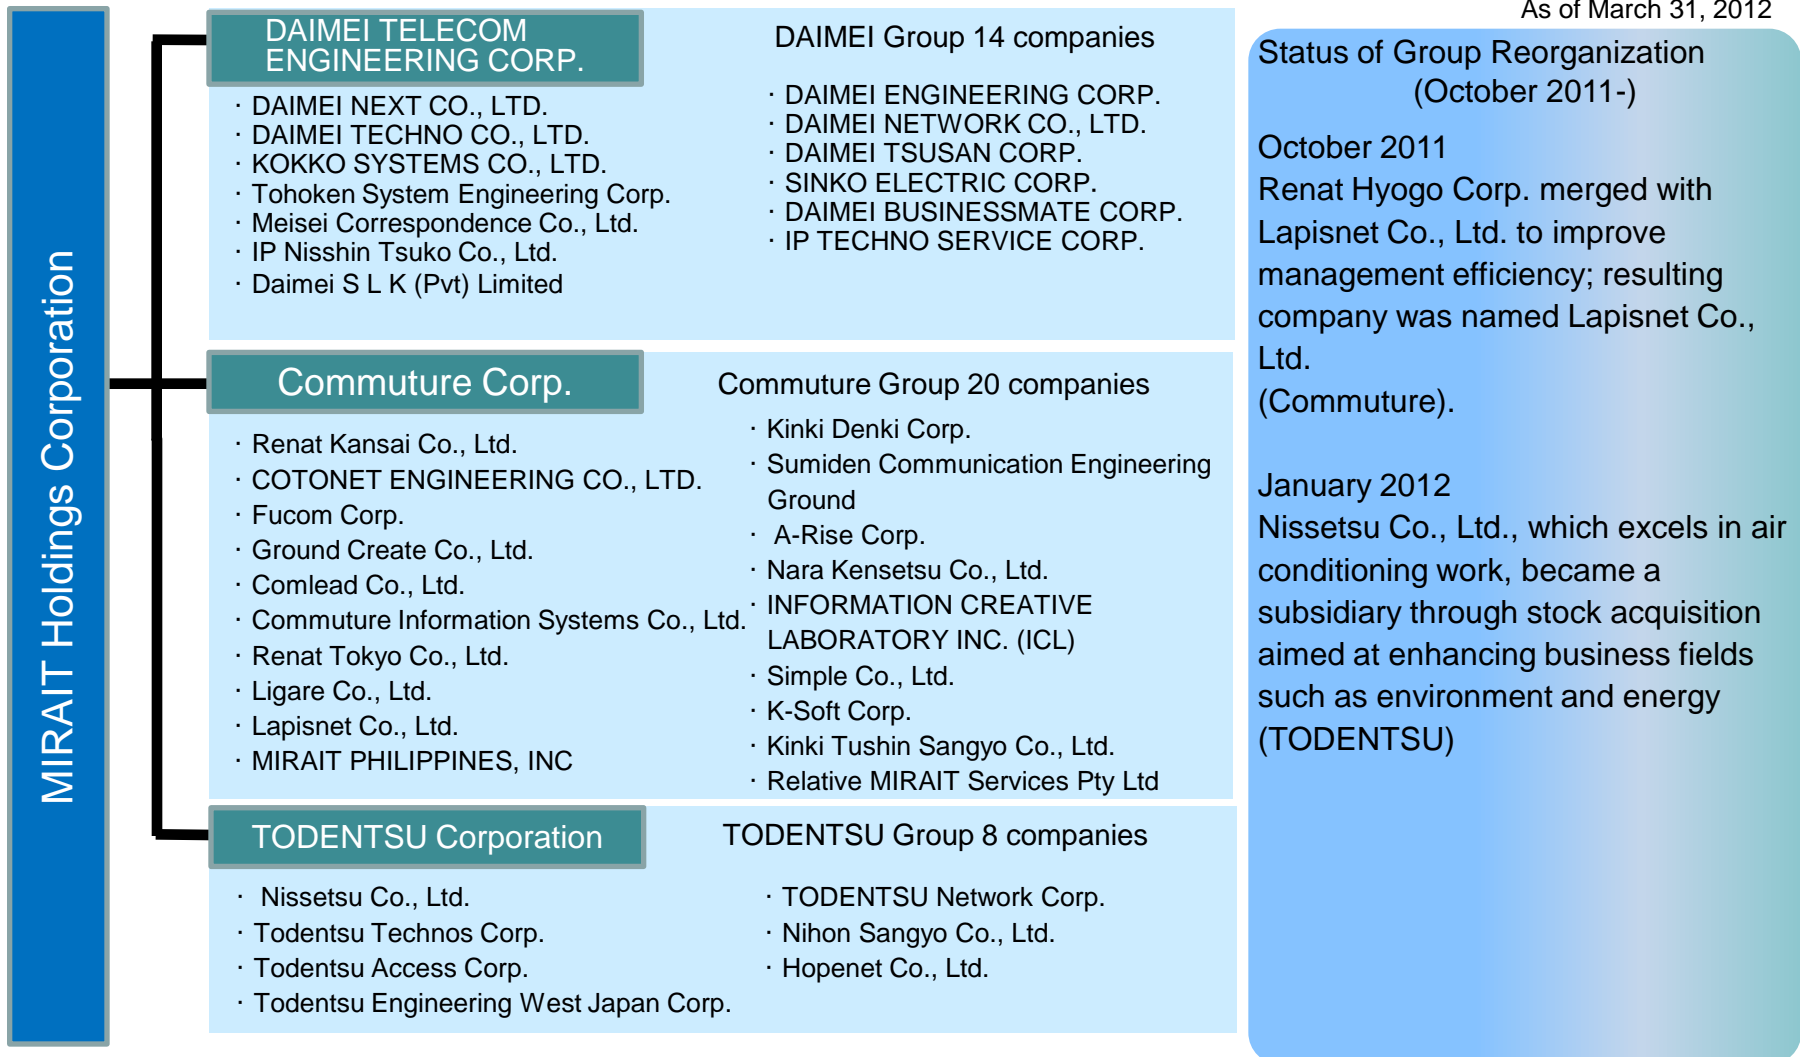 As of March 31, 2012
MIRAIT Holdings Corporation
DAIMEI TELECOM
ENGINEERING CORP.
DAIMEI Group 14 companies
· DAIMEI NEXT CO., LTD.
· DAIMEI TECHNO CO., LTD.
· KOKKO SYSTEMS CO., LTD.
· Tohoken System Engineering Corp.
· Meisei Correspondence Co., Ltd.
· IP Nisshin Tsuko Co., Ltd.
· Daimei S L K (Pvt) Limited
· DAIMEI ENGINEERING CORP.
· DAIMEI NETWORK CO., LTD.
· DAIMEI TSUSAN CORP.
· SINKO ELECTRIC CORP.
· DAIMEI BUSINESSMATE CORP.
· IP TECHNO SERVICE CORP.
Commuture Corp.
Commuture Group 20 companies
· Renat Kansai Co., Ltd.
· COTONET ENGINEERING CO., LTD.
· Fucom Corp.
· Ground Create Co., Ltd.
· Comlead Co., Ltd.
· Commuture Information Systems Co., Ltd.
· Renat Tokyo Co., Ltd.
· Ligare Co., Ltd.
· Lapisnet Co., Ltd.
· MIRAIT PHILIPPINES, INC
· Kinki Denki Corp.
· Sumiden Communication Engineering
Ground
· A-Rise Corp.
· Nara Kensetsu Co., Ltd.
· INFORMATION CREATIVE
LABORATORY INC. (ICL)
· Simple Co., Ltd.
· K-Soft Corp.
· Kinki Tushin Sangyo Co., Ltd.
· Relative MIRAIT Services Pty Ltd
TODENTSU Corporation
TODENTSU Group 8 companies
· Nissetsu Co., Ltd.
· Todentsu Technos Corp.
· Todentsu Access Corp.
· Todentsu Engineering West Japan Corp.
· TODENTSU Network Corp.
· Nihon Sangyo Co., Ltd.
· Hopenet Co., Ltd.
Status of Group Reorganization
(October 2011-)
October 2011
Renat Hyogo Corp. merged with
Lapisnet Co., Ltd. to improve
management efficiency; resulting
company was named Lapisnet Co.,
Ltd.
(Commuture).
January 2012
Nissetsu Co., Ltd., which excels in air
conditioning work, became a
subsidiary through stock acquisition
aimed at enhancing business fields
such as environment and energy
(TODENTSU)